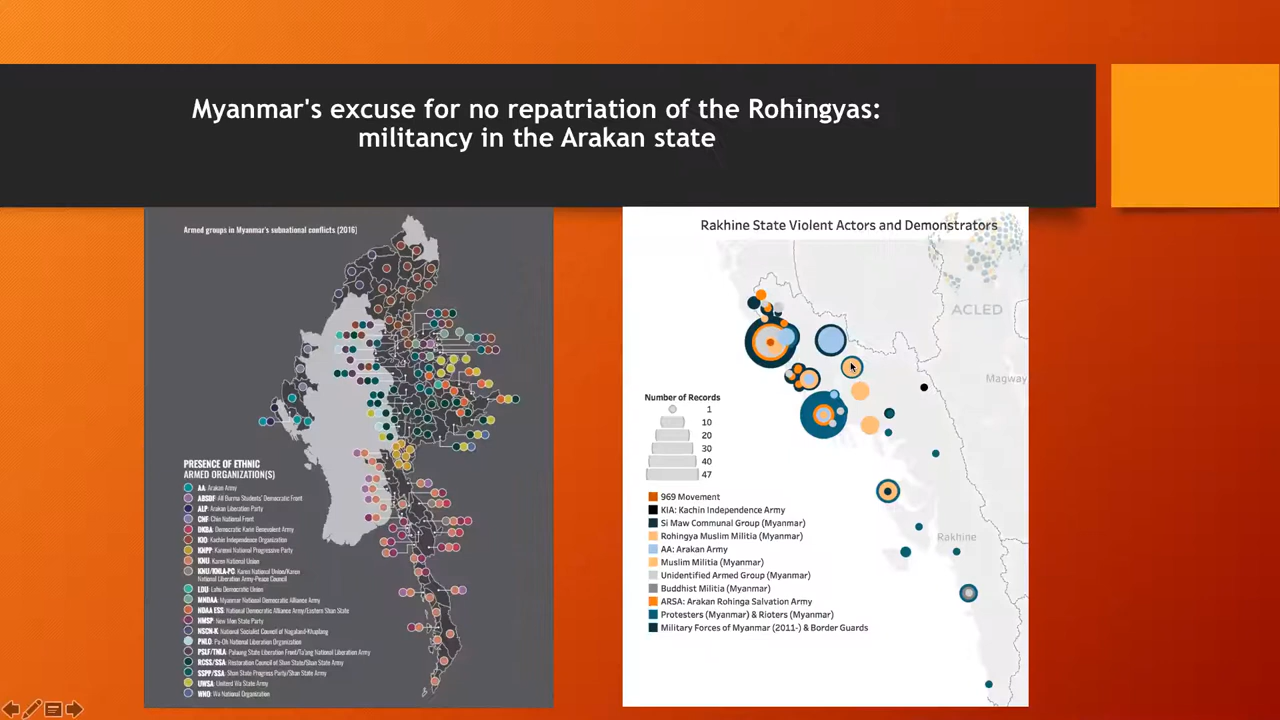 Myanmar's excuse for no repatriation of the Rohingyas:
militancy in the Arakan state
Armed groups in Myanmar's subnational conflicts (2016)
PRESENCE OF ETHNIC
ARMED ORGANIZATION(S)
AA: Arakan Army
ABSDF: All Burma Students' Democratic Front
ALP: Arakan Liberation Party
CNF: Chin National Front
DKBA: Democratic Karin Benevolent Army
KIO: Kachin Independence Organization
KNPP: Karenni National Progressive Party
KNU: Karen National Union
KNU/KNLA-PC: Karen National Union/Karen
National Liberation Army-Peace Council
LDU: Lahu Democratic Union
MNDAA: Myanmar National Democratic Alliance Army
NDAA ESS: National Democratic Alliance Army/Eastern Shan State
NMSP: New Mon State Party
NSCN-K: National Socialist Council of Nagaland-Khaplang
PNLO: Pa-Oh National Liberation Organization
PSLF/TNLA: Palaung State Liberation Front/Ta'ang National Liberation Army
RCSS/SSA: Restoration Council of Shan State/Shan State Army
SSPP/SSA: Shan State Progress Party/Shan State Army
UWSA: United Wa State Army
WNO: Wa National Organization
Rakhine State Violent Actors and Demonstrators
ACLED
Magway
Rakhine
Number of Records
1
10
20
30
40
47
969 Movement
KIA: Kachin Independence Army
Si Maw Communal Group (Myanmar)
Rohingya Muslim Militia (Myanmar)
AA: Arakan Army
Muslim Militia (Myanmar)
Unidentified Armed Group (Myanmar)
Buddhist Militia (Myanmar)
ARSA: Arakan Rohinga Salvation Army
Protesters (Myanmar) & Rioters (Myanmar)
Military Forces of Myanmar (2011-) & Border Guards